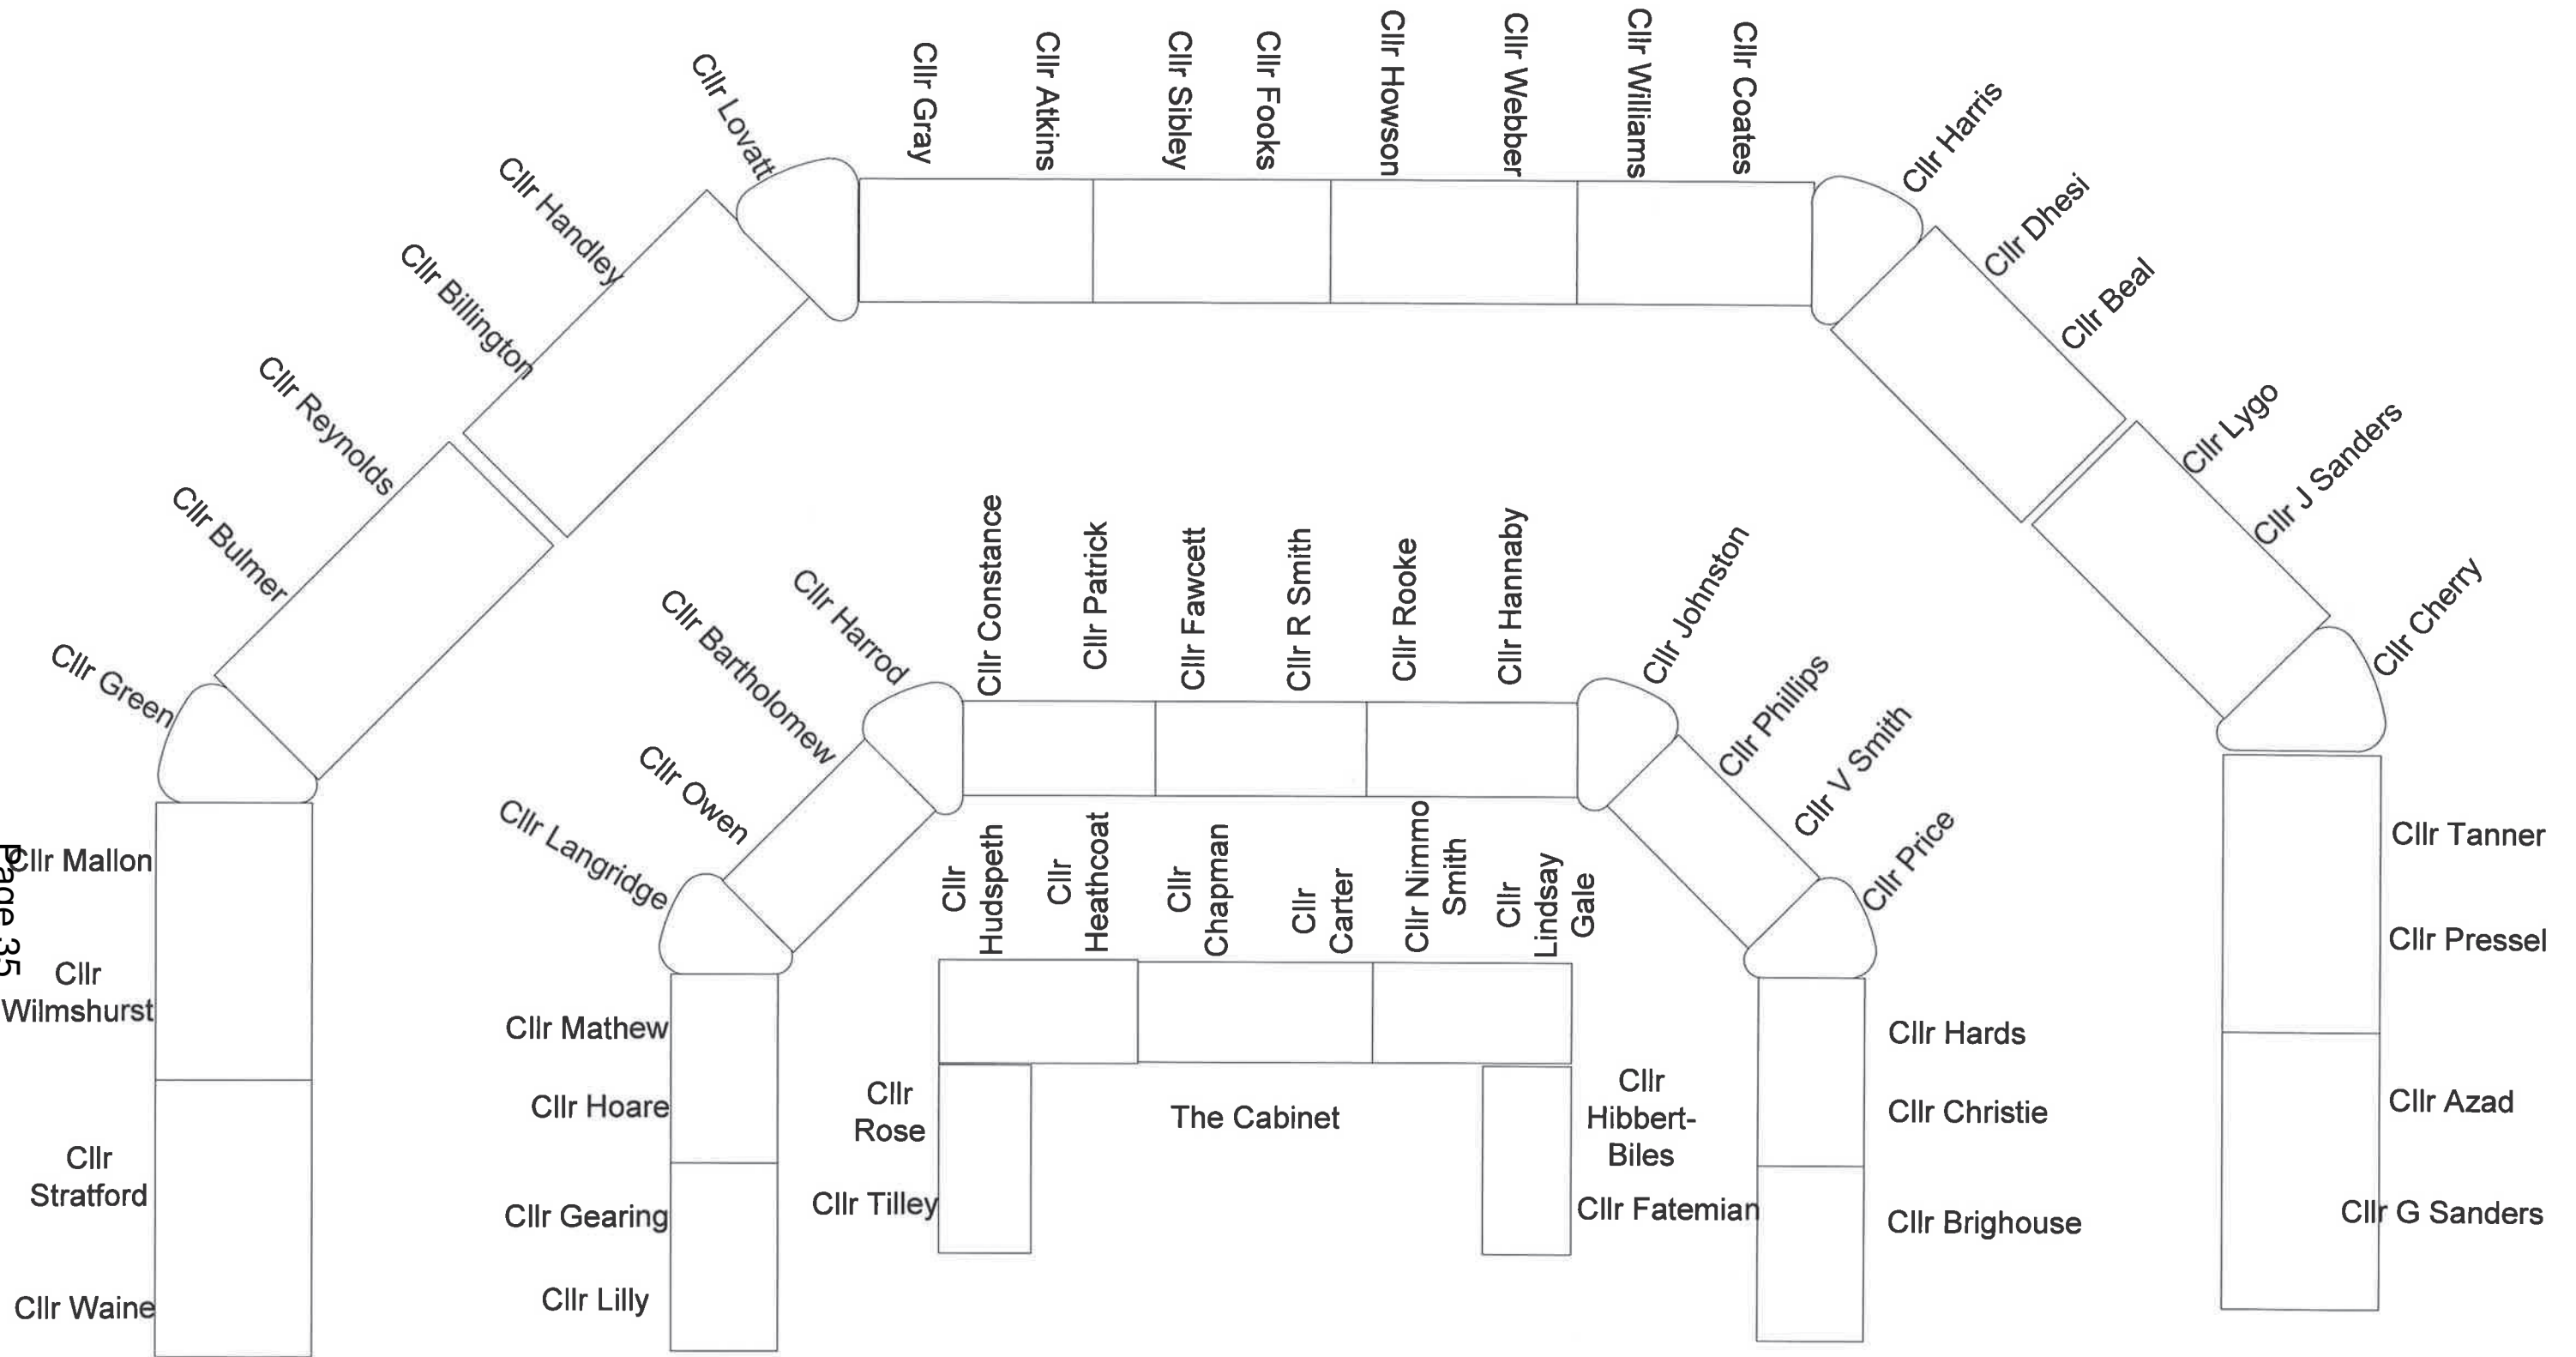 Cllr Waine
Cllr
Stratford
Cllr
Wilmshurst
Cllr Mallon
Cllr Green
Cllr Bulmer
Cllr Reynolds
Cllr Billington
Cllr Handley
Cllr Lovatt
Cllr Gray
Cllr Atkins
Cllr Sibley
Cllr Fooks
Cllr Howson
Cllr Webber
Cllr Williams
Cllr Coates
Cllr Harris
Cllr Dhesi
Cllr Beal
Cllr Lygo
Cllr J Sanders
Cllr Cherry
Cllr Tanner
Cllr Pressel
Cllr Azad
Cllr G Sanders
Cllr Lilly
Cllr Gearing
Cllr Hoare
Cllr Mathew
Cllr Langridge
Cllr Owen
Cllr Bartholomew
Cllr Harrod
Cllr Constance
Cllr Patrick
Cllr Fawcett
Cllr R Smith
Cllr Rooke
Cllr Hannaby
Cllr Johnston
Cllr Phillips
Cllr V Smith
Cllr Price
Cllr Hards
Cllr Christie
Cllr Brighouse
Cllr Tilley
Cllr
Rose
Cllr
Hudspeth
Cllr
Heathcoat
Cllr
Chapman
Cllr
Carter
Cllr Nimmo
Smith
Cllr
Lindsay
Gale
Cllr
Hibbert-
Biles
Cllr Fatemian
The Cabinet
Page 35